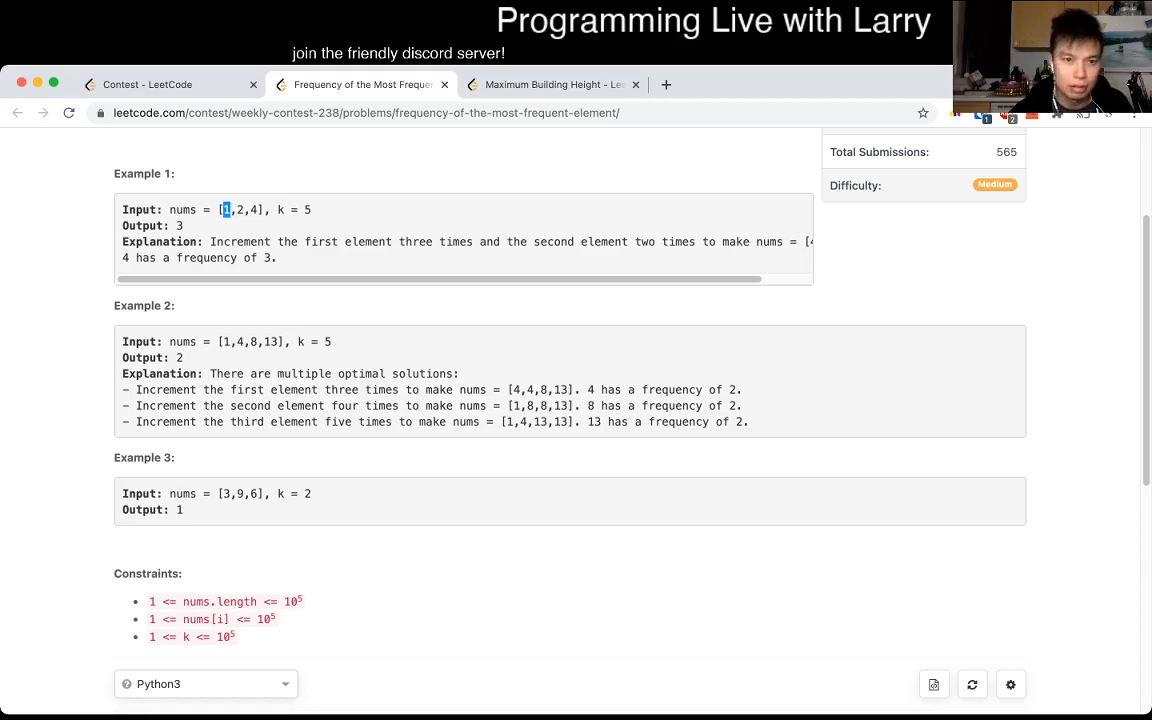 Programming Live with Larry
join the friendly discord server!
Contest - LeetCode
Frequency of the Most Frequer
Maximum Building Height - Lee
leetcode.com/contest/weekly-contest-238/problems/frequency-of-the-most-frequent-element/
Total Submissions: 565
Difficulty: Medium
Example 1:
Input: nums = [1,2,4], k = 5
Output: 3
Explanation: Increment the first element three times and the second element two times to make nums = [4
4 has a frequency of 3.
Example 2:
Input: nums = [1,4,8,13], k = 5
Output: 2
Explanation: There are multiple optimal solutions:
- Increment the first element three times to make nums = [4,4,8,13]. 4 has a frequency of 2.
- Increment the second element four times to make nums = [1,8,8,13]. 8 has a frequency of 2.
- Increment the third element five times to make nums = [1,4,13,13]. 13 has a frequency of 2.
Example 3:
Input: nums = [3,9,6], k = 2
Output: 1
Constraints:
1 <= nums.length <= 10⁵
1 <= nums[i] <= 10⁵
1 <= k <= 10⁵
Python3